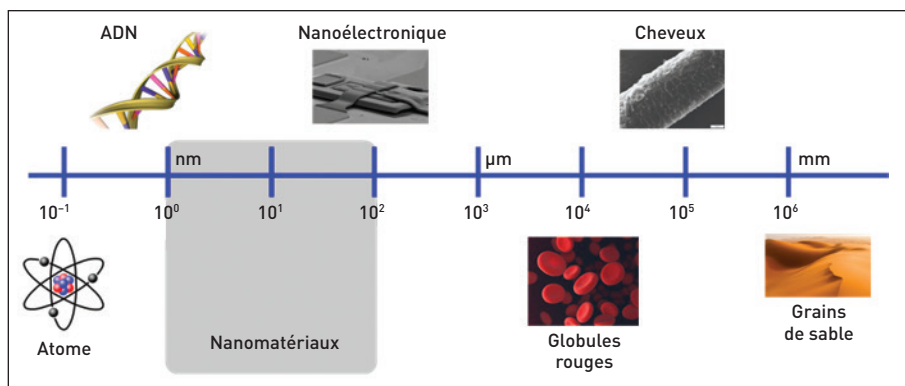 ADN
Nanoélectronique
Cheveux
nm
µm
mm
10⁻¹
10⁰
10¹
10²
10³
10⁴
10⁵
10⁶
Atome
Nanomatériaux
Globules
rouges
Grains
de sable